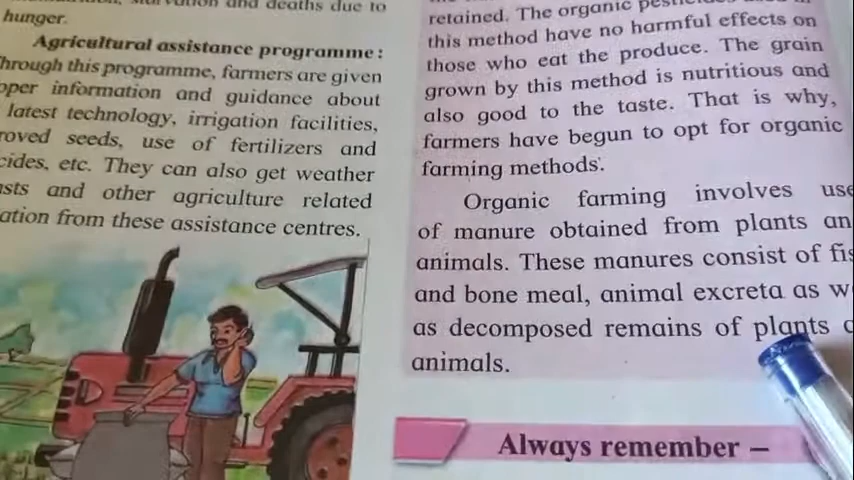 and deaths due to
hunger.
Agricultural assistance programme :
hrough this programme, farmers are given
oper information and guidance about
latest technology, irrigation facilities,
roved seeds, use of fertilizers and
cides, etc. They can also get weather
asts and other agriculture related
ation from these assistance centres.
retained. The organic
this method have no harmful effects on
those who eat the produce. The grain
grown by this method is nutritious and
also good to the taste. That is why,
farmers have begun to opt for organic
farming methods.
Organic farming involves use
of manure obtained from plants an
animals. These manures consist of fis
and bone meal, animal excreta as w
as decomposed remains of plants
animals.
Always remember –